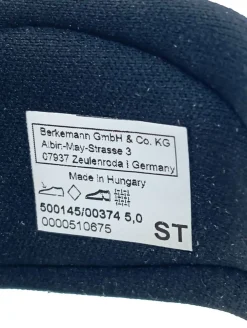 Berkemann GmbH & Co. KG
Albin-May-Strasse 3
07937 Zeulenroda i Germany
Made in Hungary
500145/00374 5,0
0000510675
ST